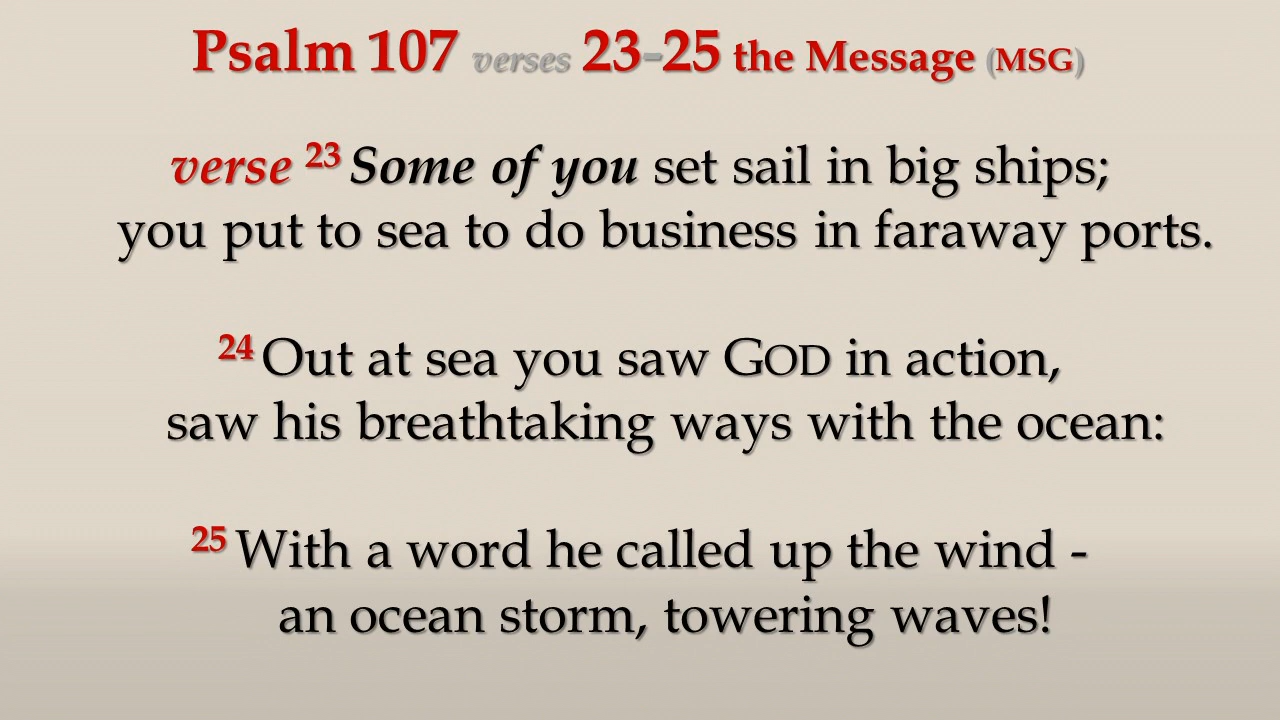 Psalm 107 verses 23-25 the Message (MSG)
verse 23 Some of you set sail in big ships;
you put to sea to do business in faraway ports.
24 Out at sea you saw GOD in action,
saw his breathtaking ways with the ocean:
25 With a word he called up the wind -
an ocean storm, towering waves!